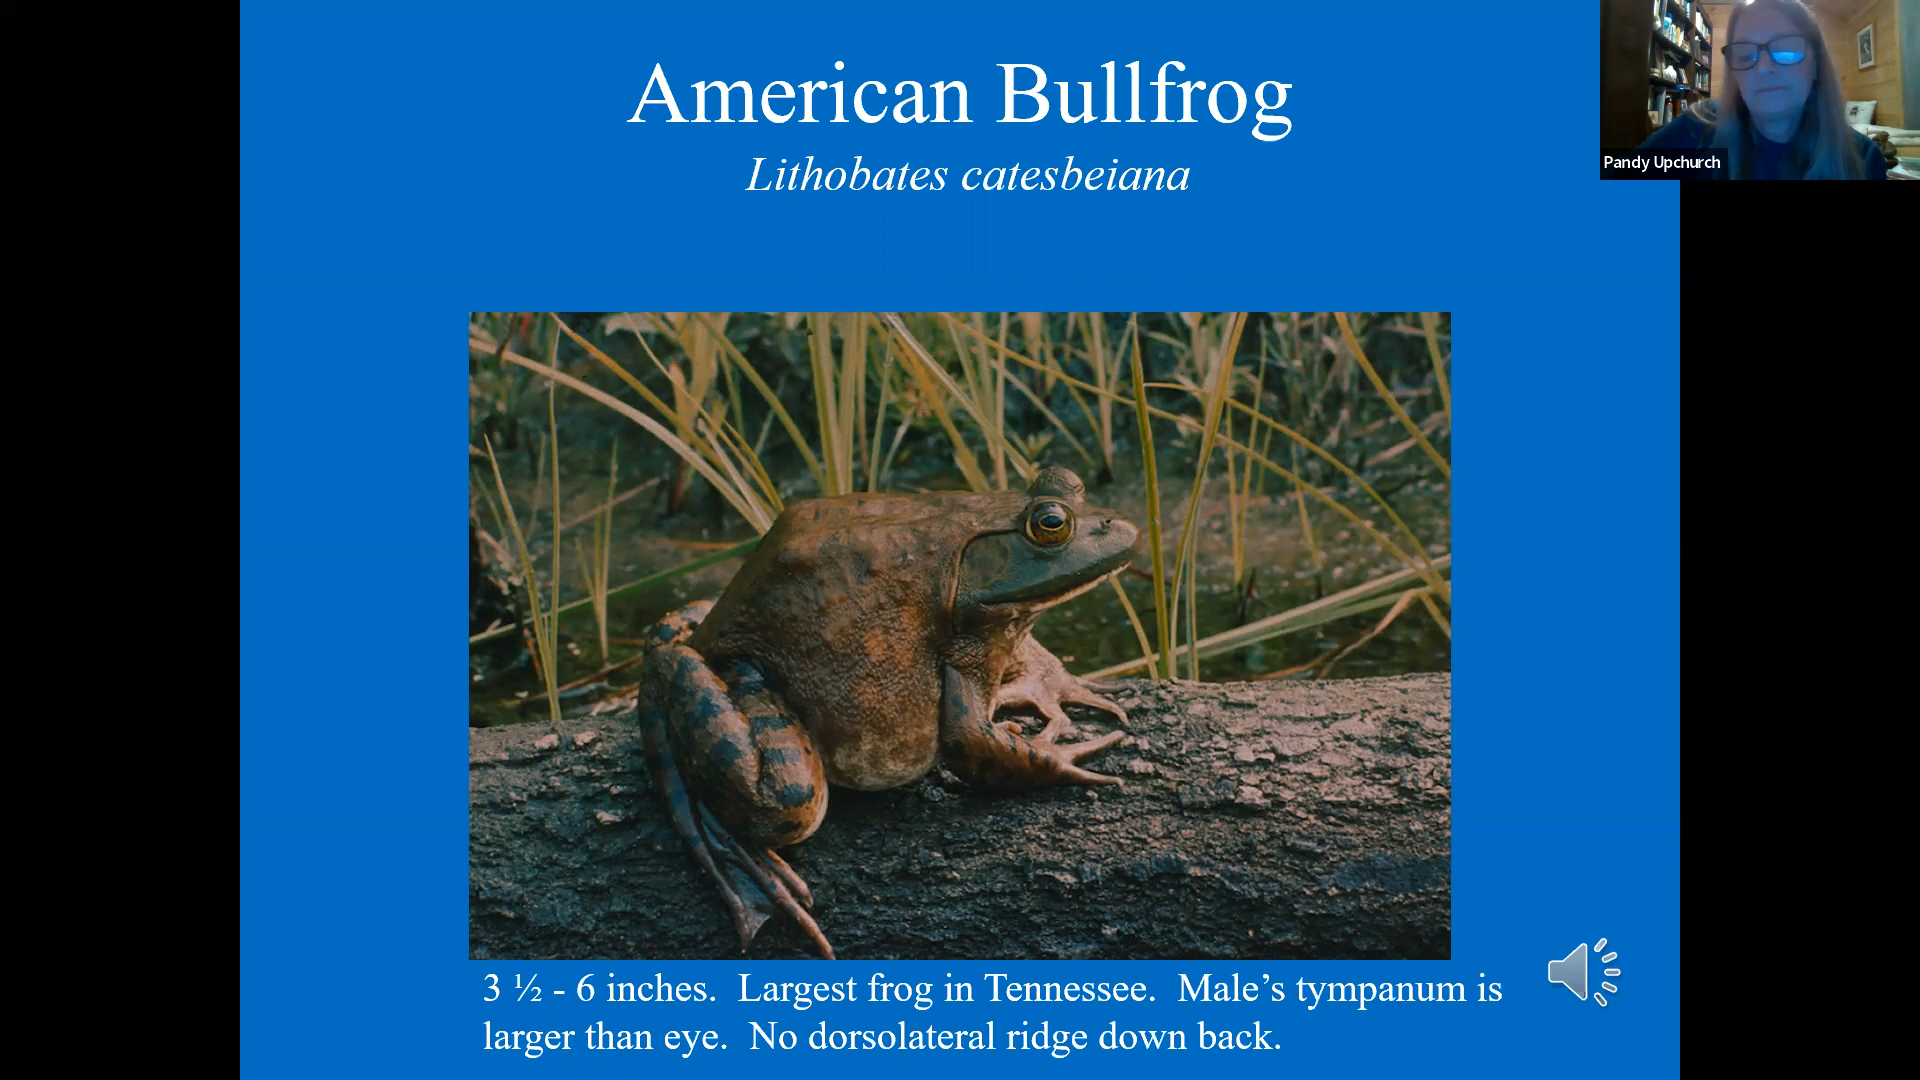 American Bullfrog
Lithobates catesbeiana
Pandy Upchurch
3 ½ - 6 inches.  Largest frog in Tennessee.  Male’s tympanum is
larger than eye.  No dorsolateral ridge down back.